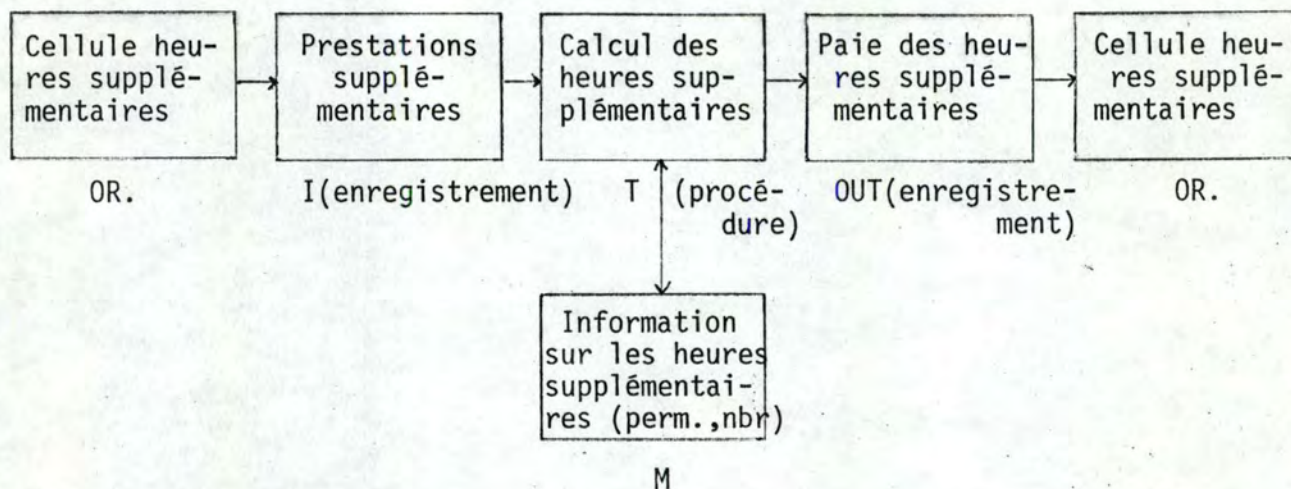 Cellule heu-
res supplé-
mentaires
Prestations
supplé-
mentaires
Calcul des
heures sup-
plémentaires
Paie des heu-
res supplé-
mentaires
Cellule heu-
res supplé-
mentaires
OR.
I(enregistrement)
T (procé-
dure)
OUT(enregistre-
ment)
OR.
Information
sur les heures
supplémentai-
res (perm.,nbr)
M